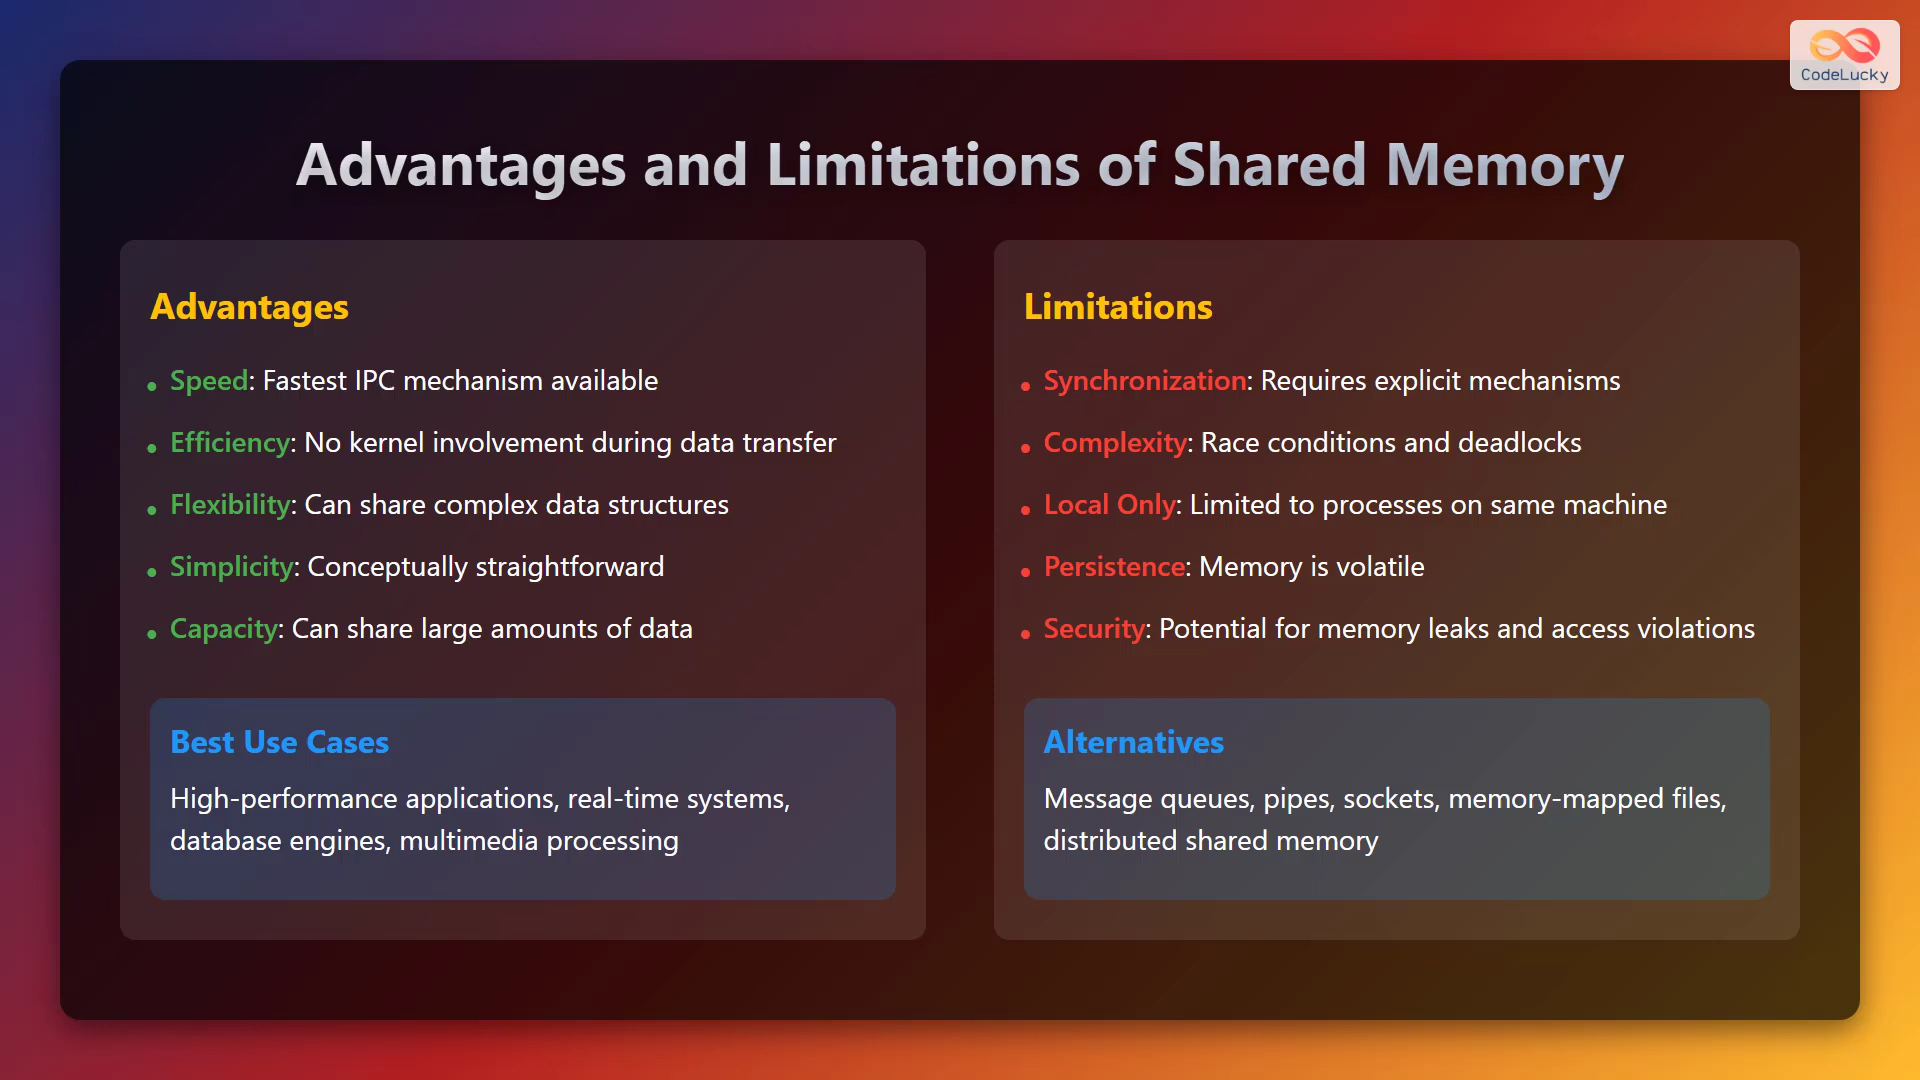 CodeLucky
Advantages and Limitations of Shared Memory
Advantages
• Speed: Fastest IPC mechanism available
• Efficiency: No kernel involvement during data transfer
• Flexibility: Can share complex data structures
• Simplicity: Conceptually straightforward
• Capacity: Can share large amounts of data
Best Use Cases
High-performance applications, real-time systems,
database engines, multimedia processing
Limitations
• Synchronization: Requires explicit mechanisms
• Complexity: Race conditions and deadlocks
• Local Only: Limited to processes on same machine
• Persistence: Memory is volatile
• Security: Potential for memory leaks and access violations
Alternatives
Message queues, pipes, sockets, memory-mapped files,
distributed shared memory